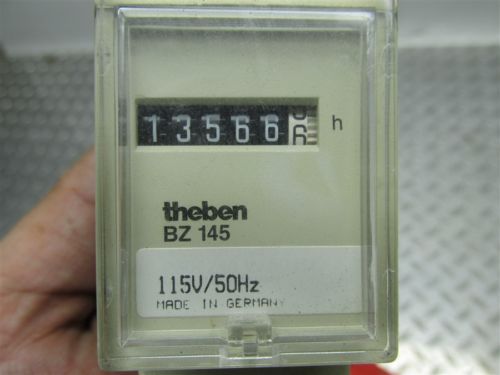 13566 h
theben
BZ 145
115V/50Hz
MADE IN GERMANY